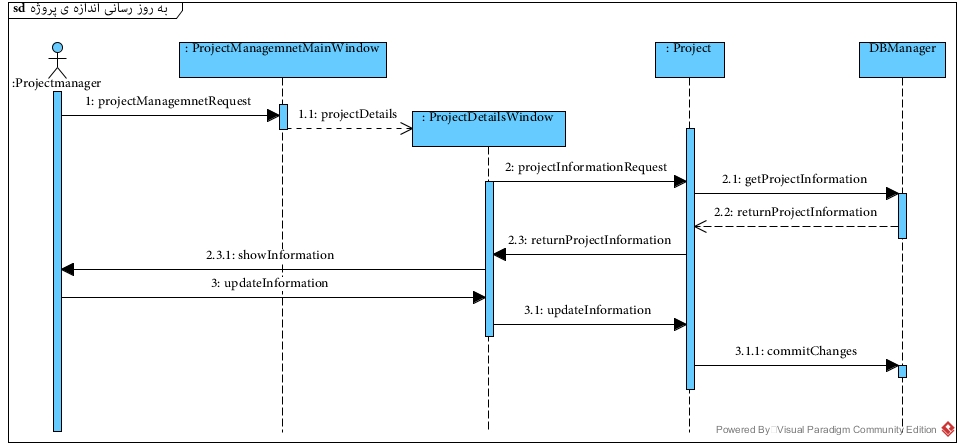 sd به روز رسانی اندازه ی پروژه
: ProjectManagemnetMainWindow
: Project
DBManager
:Projectmanager
1: projectManagemnetRequest
1.1: projectDetails
: ProjectDetailsWindow
2: projectInformationRequest
2.1: getProjectInformation
2.2: returnProjectInformation
2.3: returnProjectInformation
2.3.1: showInformation
3: updateInformation
3.1: updateInformation
3.1.1: commitChanges
Powered By Visual Paradigm Community Edition